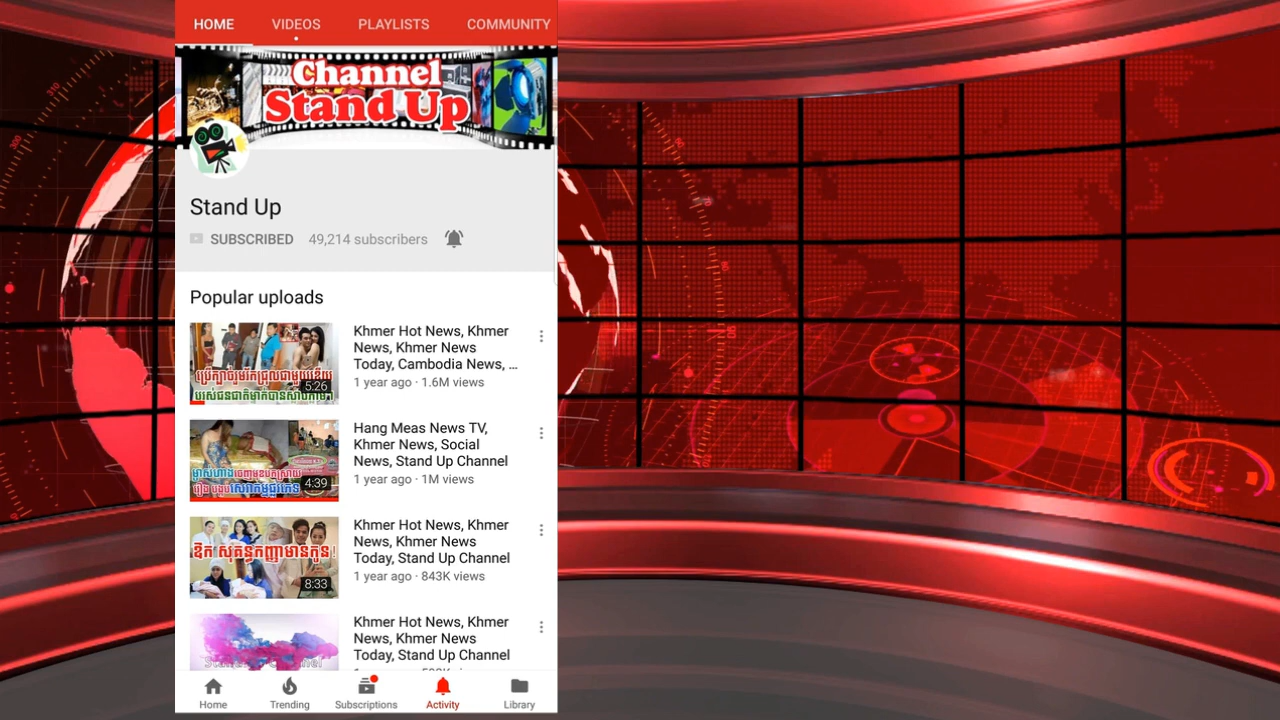 HOME VIDEOS PLAYLISTS COMMUNITY
Channel
Stand Up
Stand Up
SUBSCRIBED 49,214 subscribers
Popular uploads
Khmer Hot News, Khmer
News, Khmer News
Today, Cambodia News, ...
1 year ago · 1.6M views
5:26
Hang Meas News TV,
Khmer News, Social
News, Stand Up Channel
1 year ago · 1M views
4:39
Khmer Hot News, Khmer
News, Khmer News
Today, Stand Up Channel
1 year ago · 843K views
8:33
Khmer Hot News, Khmer
News, Khmer News
Today, Stand Up Channel
Home Trending Subscriptions Activity Library